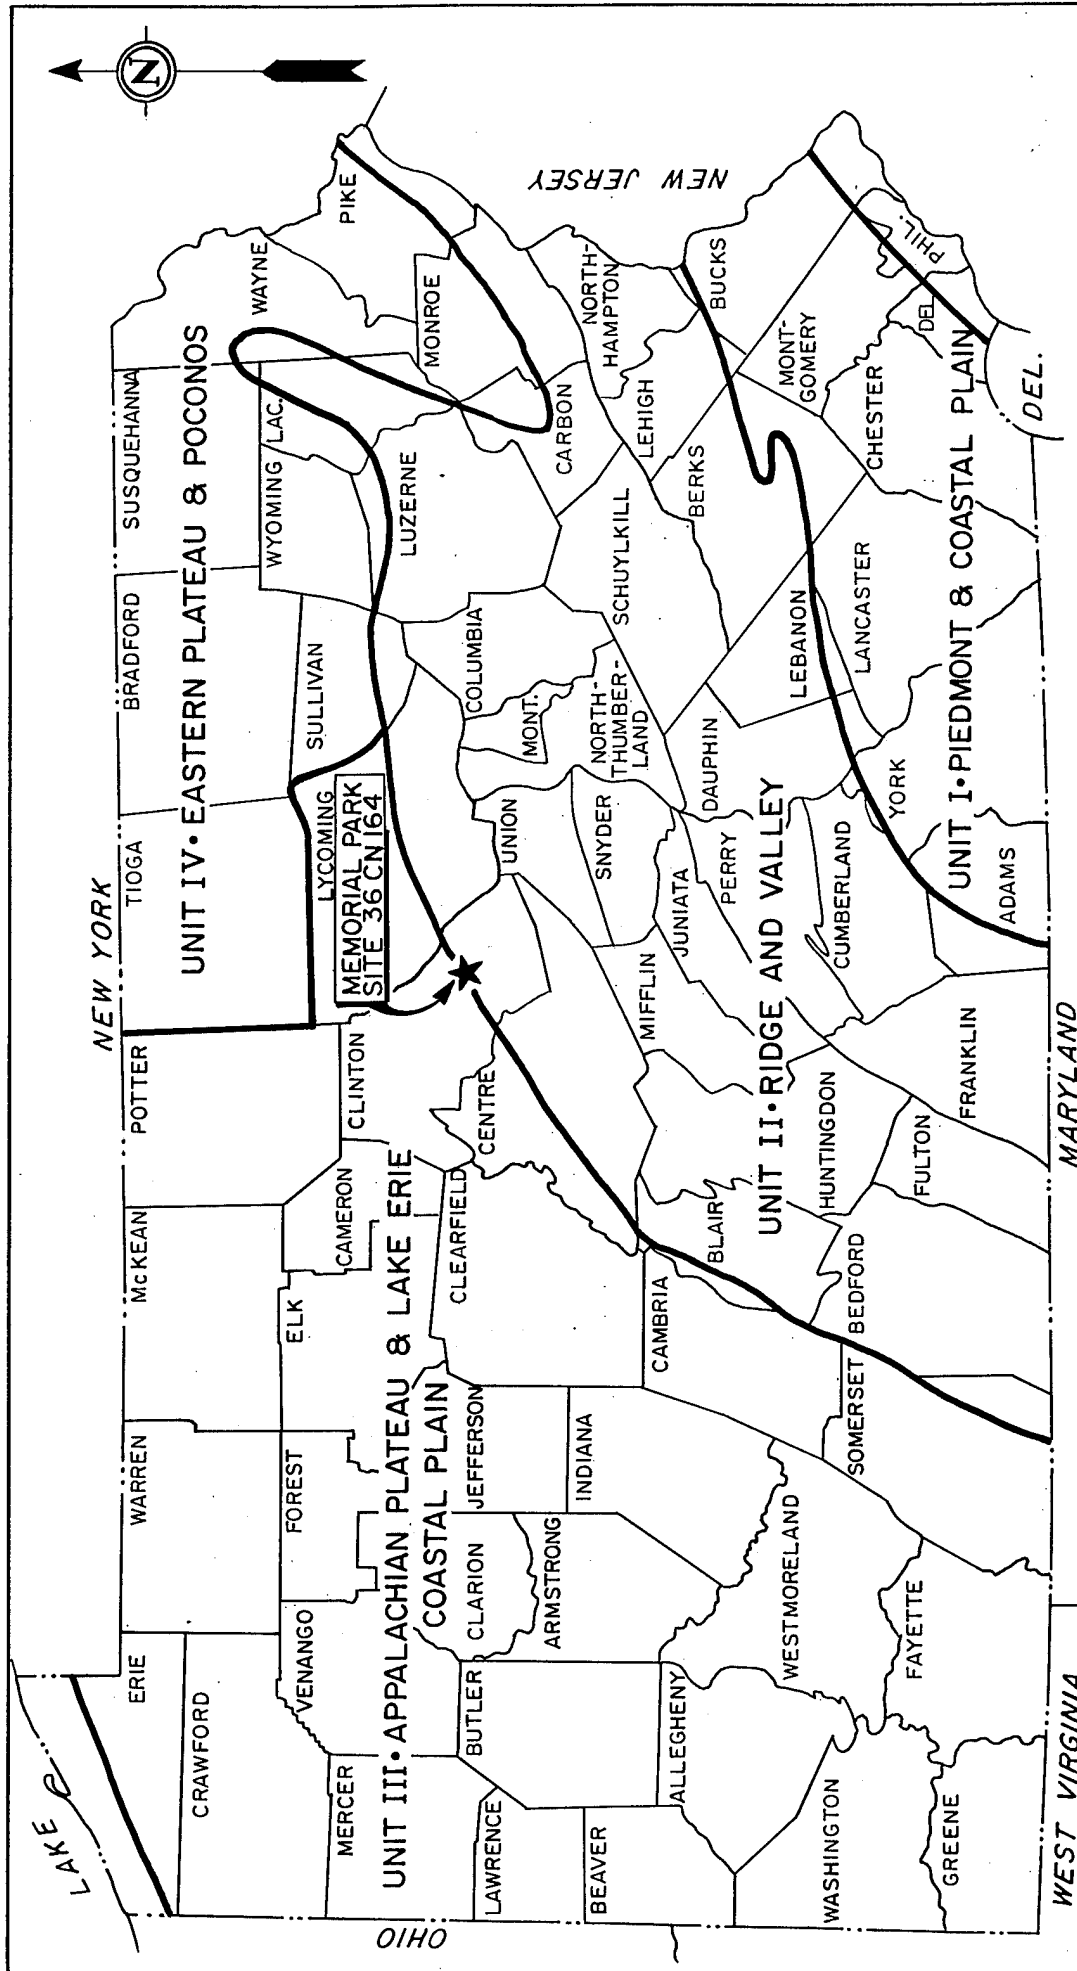 N
NEW YORK
LAKE
ERIE
CRAWFORD
WARREN
McKEAN
POTTER
TIOGA
BRADFORD
SUSQUEHANNA
WAYNE
PIKE
UNIT IV • EASTERN PLATEAU & POCONOS
WYOMING
LAC.
SULLIVAN
LYCOMING
MEMORIAL PARK
SITE 36 CN 164
VENANGO
FOREST
ELK
CAMERON
CLINTON
MERCER
UNIT III • APPALACHIAN PLATEAU & LAKE ERIE
COASTAL PLAIN
LUZERNE
MONROE
COLUMBIA
MONT.
UNION
CENTRE
CLEARFIELD
JEFFERSON
CLARION
BUTLER
LAWRENCE
ARMSTRONG
INDIANA
BEAVER
ALLEGHENY
CAMBRIA
BLAIR
MIFFLIN
JUNIATA
SNYDER
NORTH-
THUMBER-
LAND
SCHUYLKILL
CARBON
NORTH-
HAMPTON
LEHIGH
BERKS
BUCKS
NEW JERSEY
DAUPHIN
PERRY
UNIT II • RIDGE AND VALLEY
LEBANON
MONT-
GOMERY
PHIL.
DEL.
CHESTER
LANCASTER
YORK
CUMBERLAND
HUNTINGDON
BEDFORD
SOMERSET
WESTMORELAND
WASHINGTON
FAYETTE
GREENE
FULTON
FRANKLIN
ADAMS
UNIT I • PIEDMONT & COASTAL PLAIN
DEL.
OHIO
WEST VIRGINIA
MARYLAND